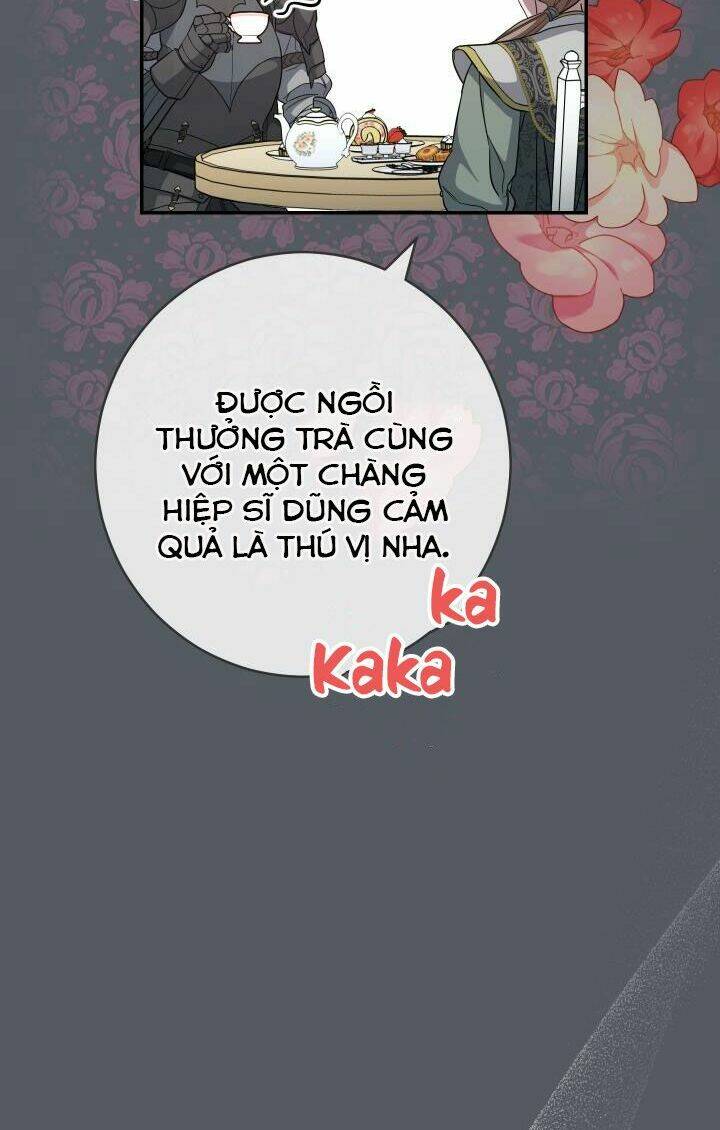 ĐƯỢC NGỒI
THƯỞNG TRÀ CÙNG
VỚI MỘT CHÀNG
HIỆP SĨ DŨNG CẢM
QUẢ LÀ THÚ VỊ NHA.
ka
Kaka